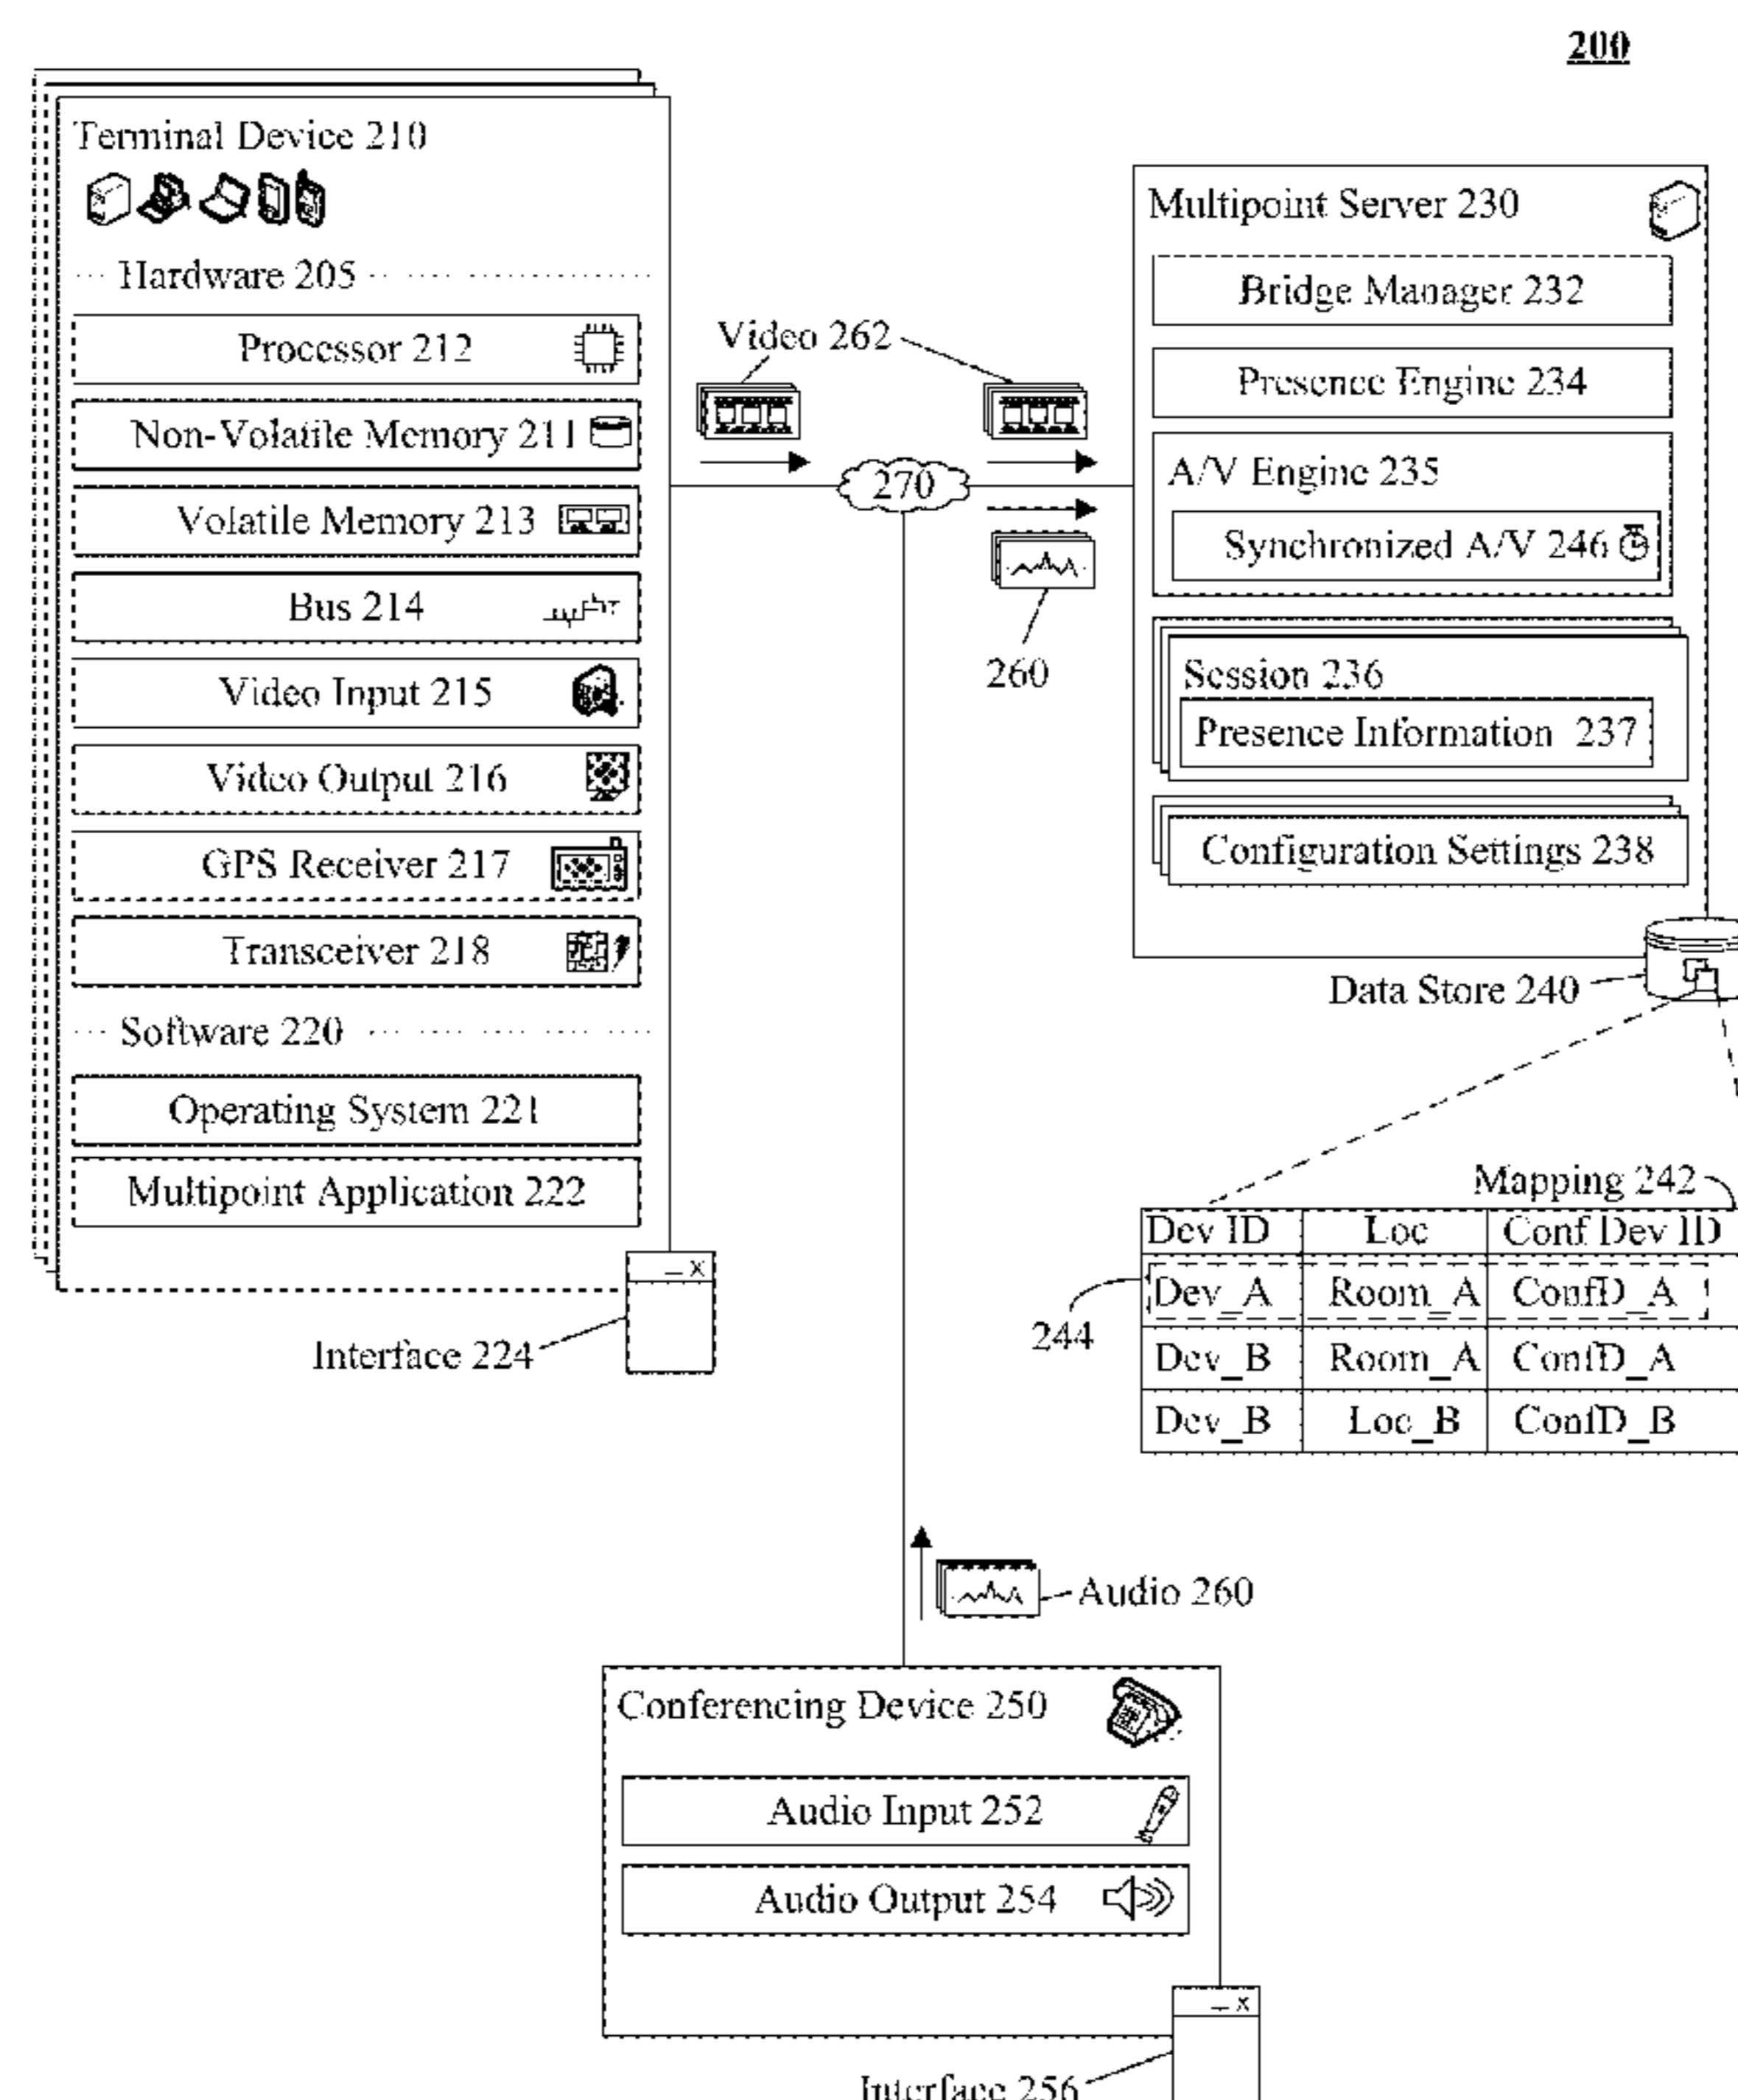 200
Terminal Device 210
Hardware 205
Processor 212
Non-Volatile Memory 211
Volatile Memory 213
Bus 214
Video Input 215
Video Output 216
GPS Receiver 217
Transceiver 218
Software 220
Operating System 221
Multipoint Application 222
Interface 224
Video 262
270
260
Multipoint Server 230
Bridge Manager 232
Presence Engine 234
A/V Engine 235
Synchronized A/V 246
Session 236
Presence Information 237
Configuration Settings 238
Data Store 240
Mapping 242
Dev ID Loc Conf Dev ID
Dev_A Room_A ConfD_A
244
Dev_B Room_A ConfD_A
Dev_B Loc_B ConfD_B
Audio 260
Conferencing Device 250
Audio Input 252
Audio Output 254
Interface 256